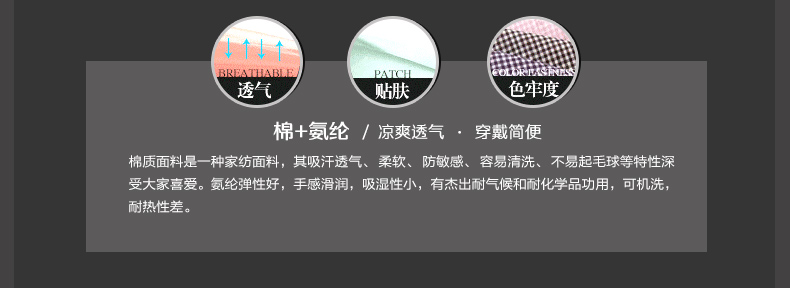 BREATHABLE
透气
PATCH
贴肤
COLOR FASTNESS
色牢度
棉+氨纶 / 凉爽透气 · 穿戴简便
棉质面料是一种家纺面料，其吸汗透气、柔软、防敏感、容易清洗、不易起毛球等特性深
受大家喜爱。氨纶弹性好，手感滑润，吸湿性小，有杰出耐气候和耐化学品功用，可机洗，
耐热性差。